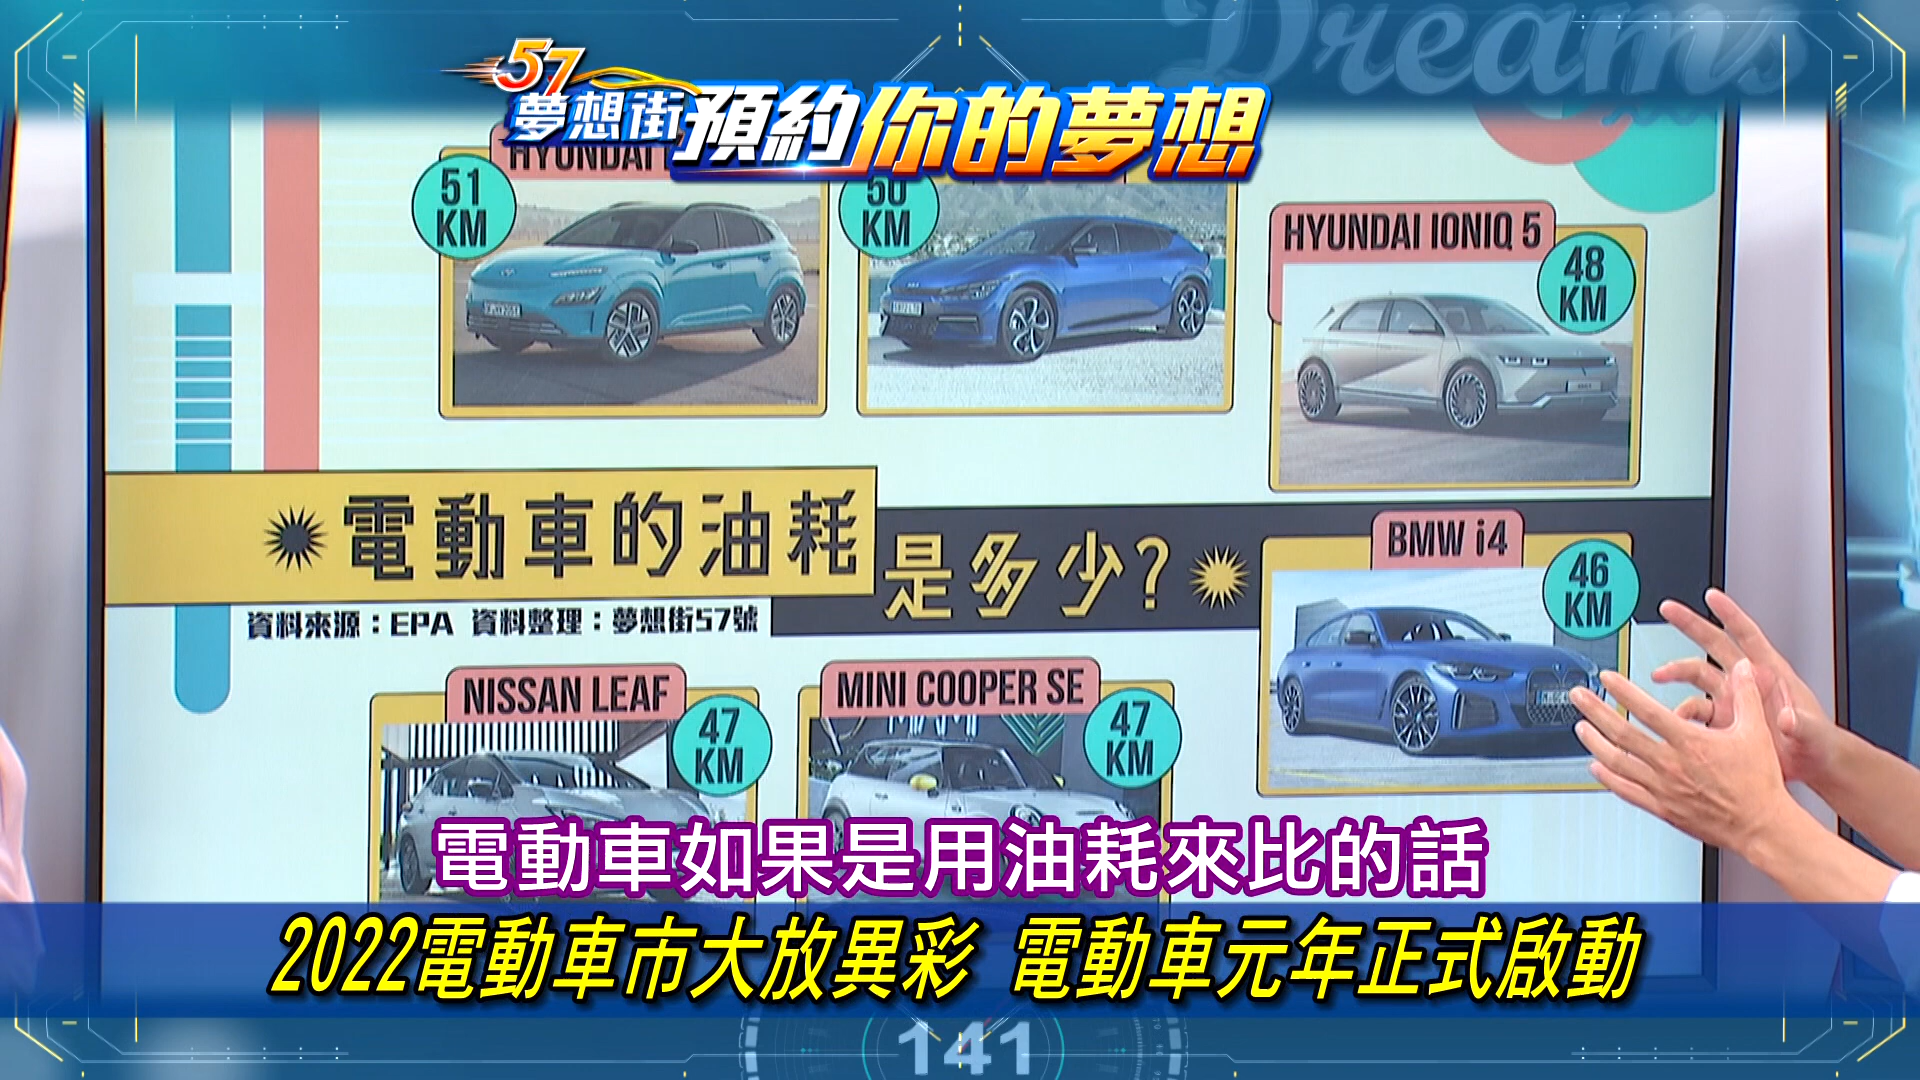 Dreams
57
夢想街 預約你的夢想
HYUNDAI
51
KM
50
KM
HYUNDAI IONIQ 5
48
KM
電動車的油耗
是多少?
資料來源：EPA 資料整理：夢想街57號
BMW i4
46
KM
NISSAN LEAF
47
KM
MINI COOPER SE
47
KM
MIAMI
電動車如果是用油耗來比的話
2022電動車市大放異彩 電動車元年正式啟動
141